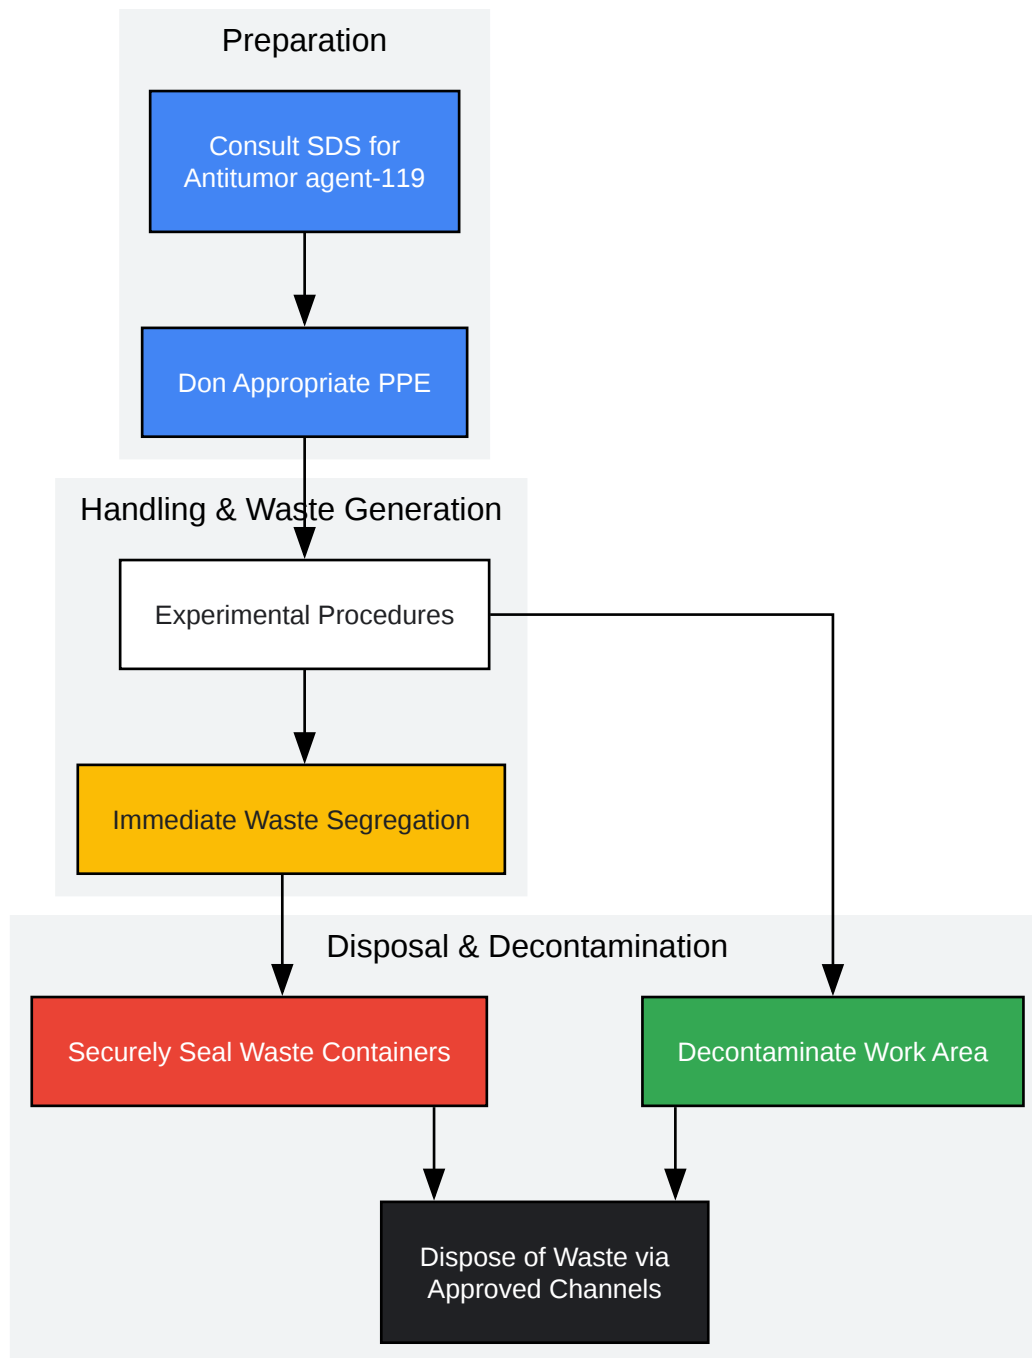 Preparation
Consult SDS for
Antitumor agent-119
Don Appropriate PPE
Handling & Waste Generation
Experimental Procedures
Immediate Waste Segregation
Disposal & Decontamination
Securely Seal Waste Containers
Decontaminate Work Area
Dispose of Waste via
Approved Channels